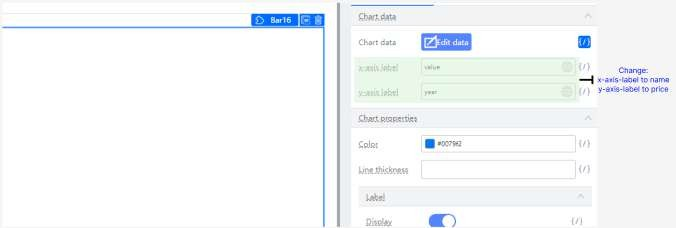 Bar16
Chart data
Chart data
Edit data
{/}
x-axis label
value
{/}
y-axis label
year
{/}
Change:
x-axis-label to name
y-axis-label to price
Chart properties
Color
#007962
{/}
Line thickness
{/}
Label
Display
{/}